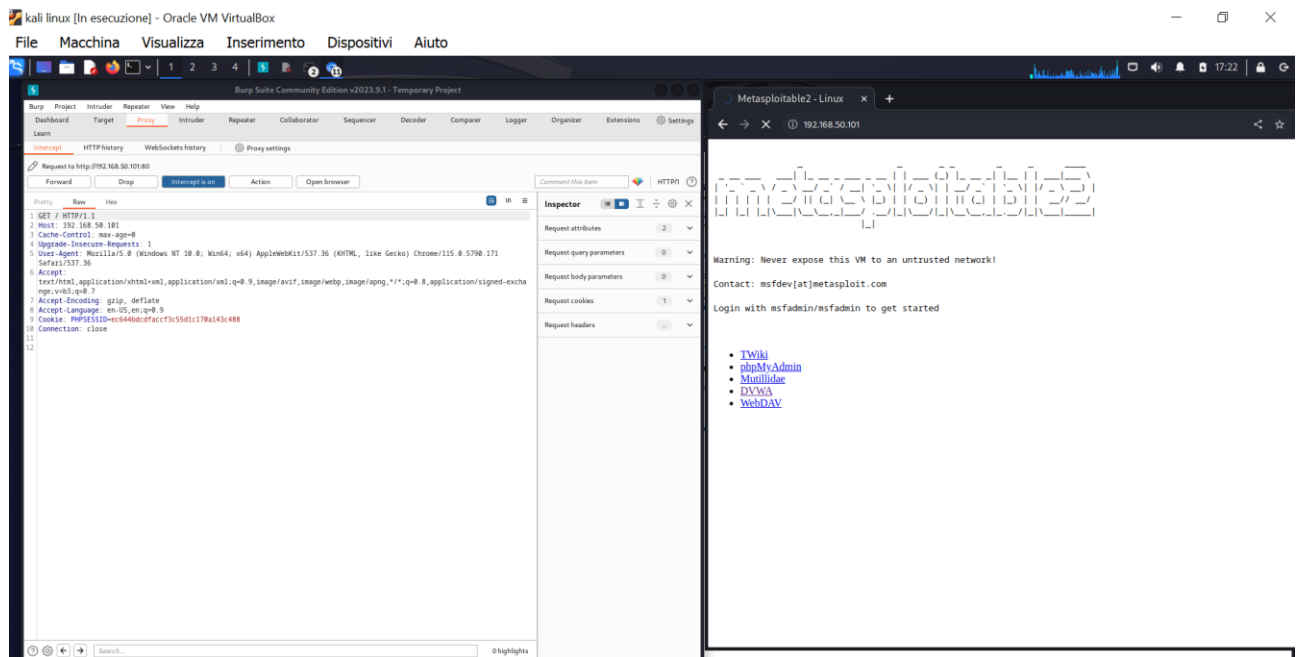 kali linux [In esecuzione] - Oracle VM VirtualBox
File Macchina Visualizza Inserimento Dispositivi Aiuto
1 2 3 4 17:22
Burp Suite Community Edition v2023.9.1 - Temporary Project
Burp Project Intruder Repeater View Help
Dashboard Target Proxy Intruder Repeater Collaborator Sequencer Decoder Comparer Logger Organizer Extensions Settings
Learn
Intercept HTTP history WebSockets history Proxy settings
Request to http://192.168.50.101:80
Forward Drop Intercept is on Action Open browser Comment this item HTTP/1
Pretty Raw Hex
1 GET / HTTP/1.1
2 Host: 192.168.50.101
3 Cache-Control: max-age=0
4 Upgrade-Insecure-Requests: 1
5 User-Agent: Mozilla/5.0 (Windows NT 10.0; Win64; x64) AppleWebKit/537.36 (KHTML, like Gecko) Chrome/115.0.5790.171
Safari/537.36
6 Accept:
text/html,application/xhtml+xml,application/xml;q=0.9,image/avif,image/webp,image/apng,*/*;q=0.8,application/signed-excha
nge;v=b3;q=0.7
7 Accept-Encoding: gzip, deflate
8 Accept-Language: en-US,en;q=0.9
9 Cookie: PHPSESSID=ec644bdcdfaccf3c55d1c170a143c488
10 Connection: close
11
12
Search...
0 highlights
Inspector
Request attributes 2
Request query parameters 0
Request body parameters 0
Request cookies 1
Request headers
Metasploitable2 - Linux
192.168.50.101
metasploitable2
Warning: Never expose this VM to an untrusted network!
Contact: msfdev[at]metasploit.com
Login with msfadmin/msfadmin to get started
TWiki
phpMyAdmin
Mutillidae
DVWA
WebDAV